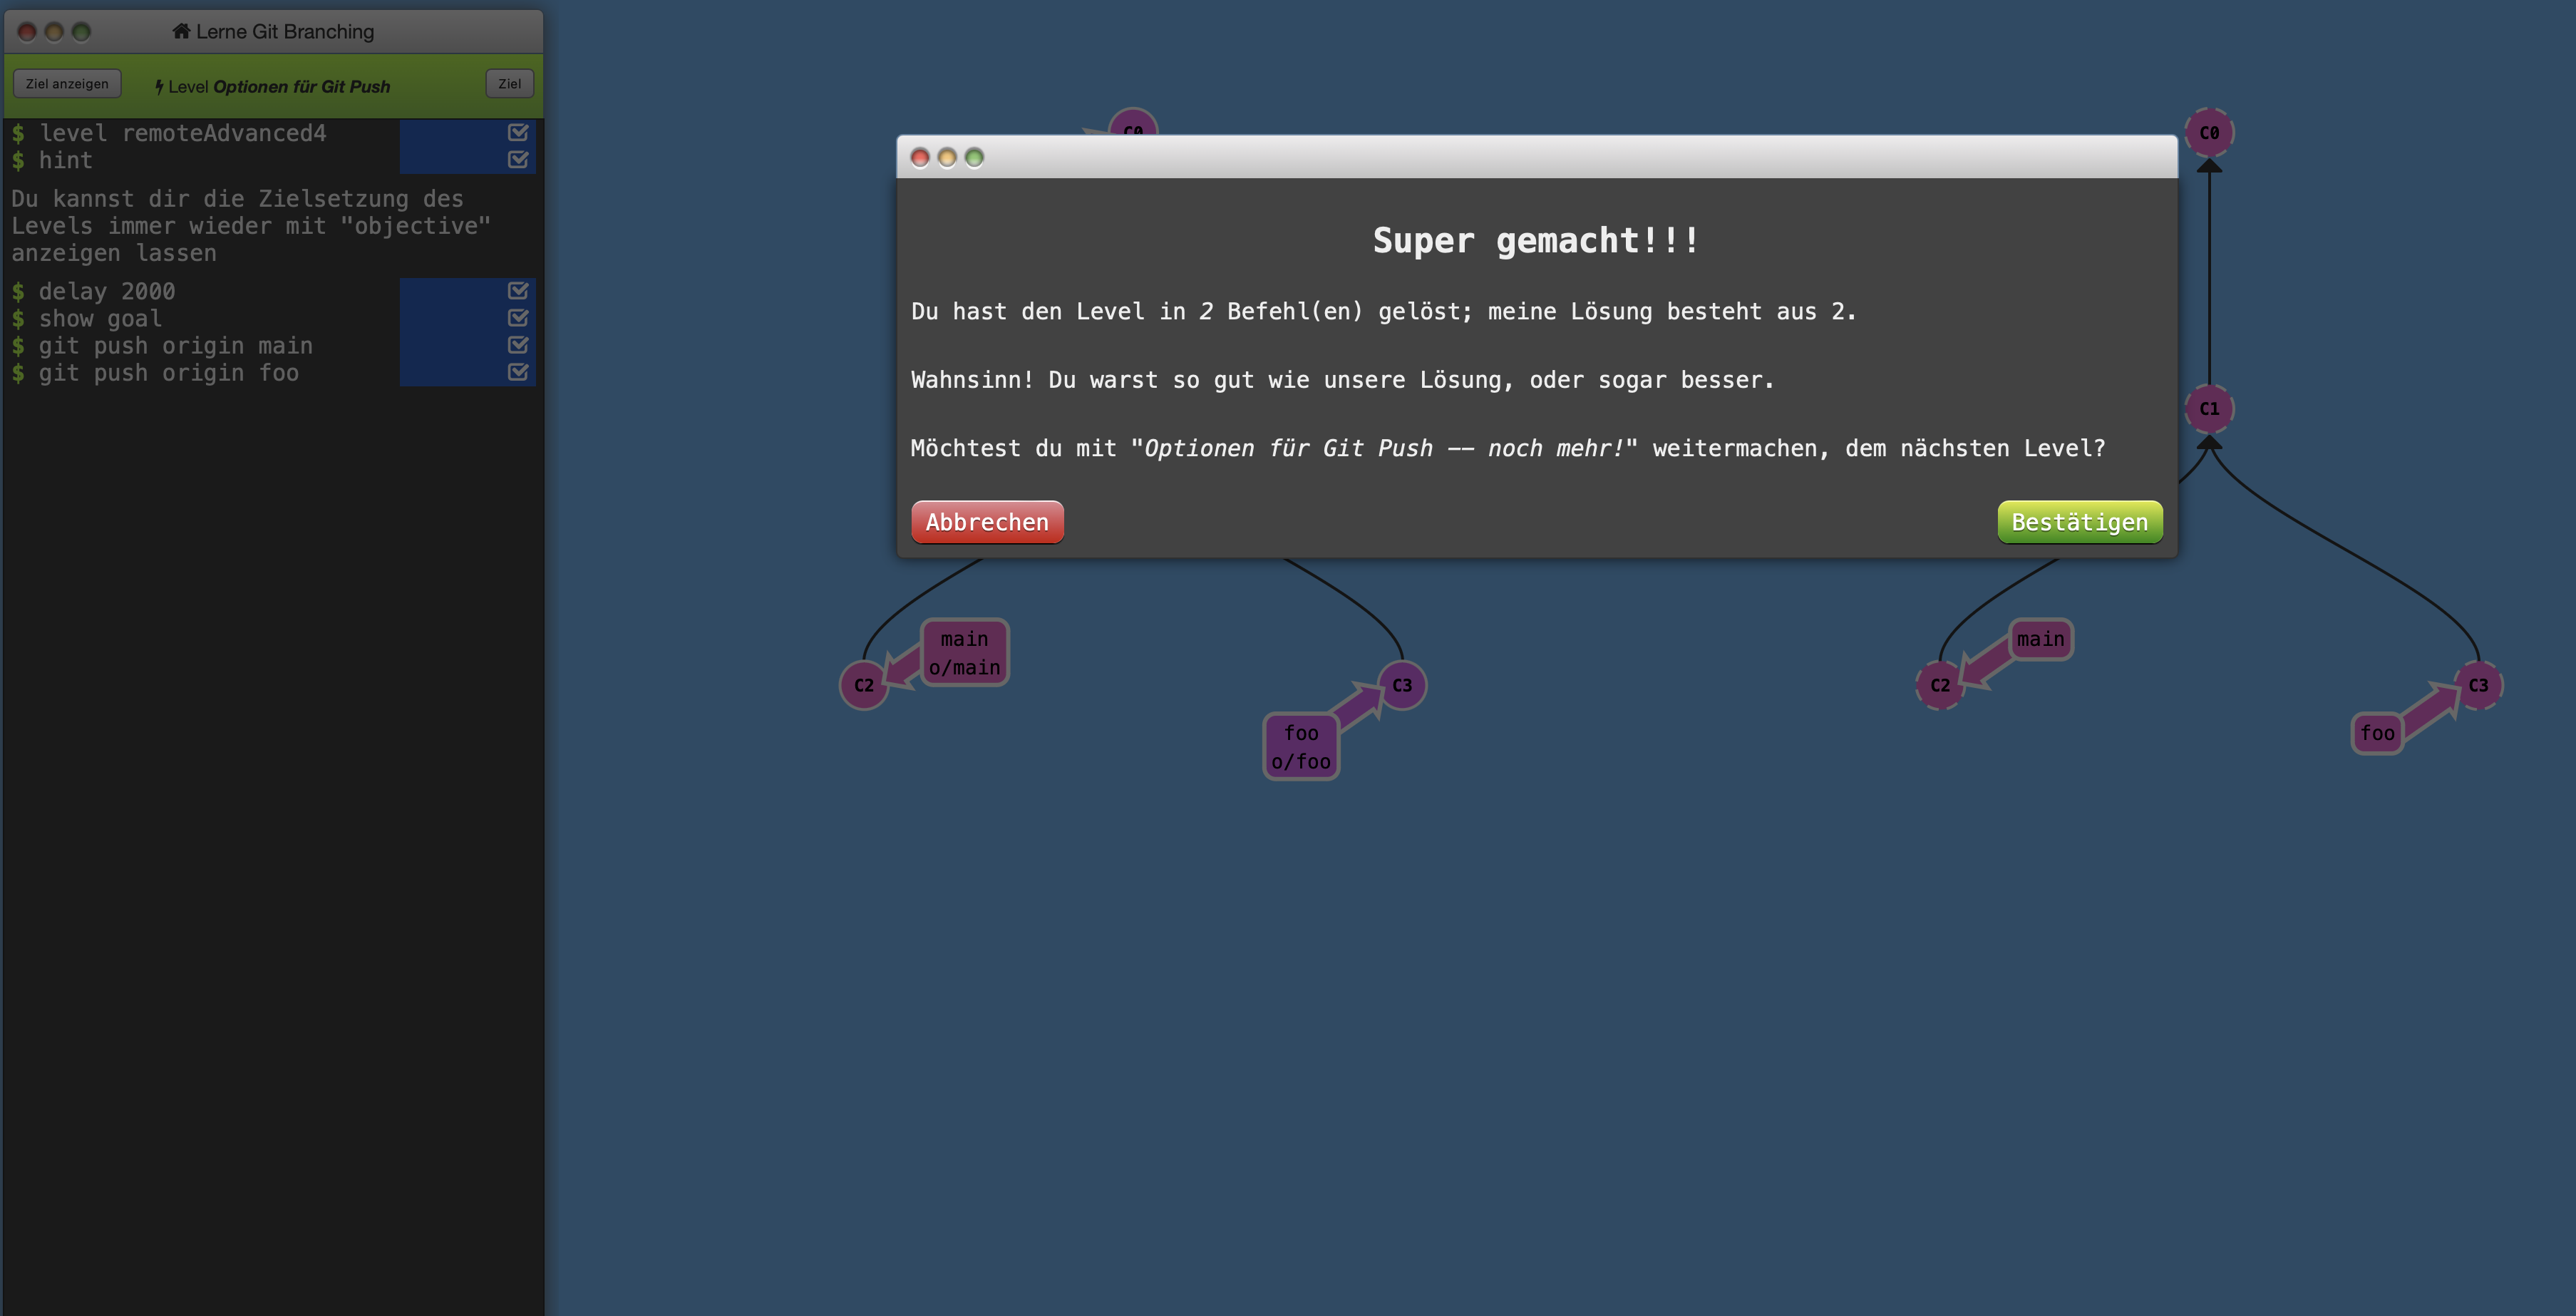 Lerne Git Branching
Ziel anzeigen
Level Optionen für Git Push
Ziel
$ level remoteAdvanced4
$ hint
Du kannst dir die Zielsetzung des
Levels immer wieder mit "objective"
anzeigen lassen
$ delay 2000
$ show goal
$ git push origin main
$ git push origin foo
C0
Super gemacht!!!
Du hast den Level in 2 Befehl(en) gelöst; meine Lösung besteht aus 2.
Wahnsinn! Du warst so gut wie unsere Lösung, oder sogar besser.
Möchtest du mit "Optionen für Git Push –– noch mehr!" weitermachen, dem nächsten Level?
Abbrechen
Bestätigen
main
o/main
C2
C3
foo
o/foo
C0
C1
main
C2
C3
foo